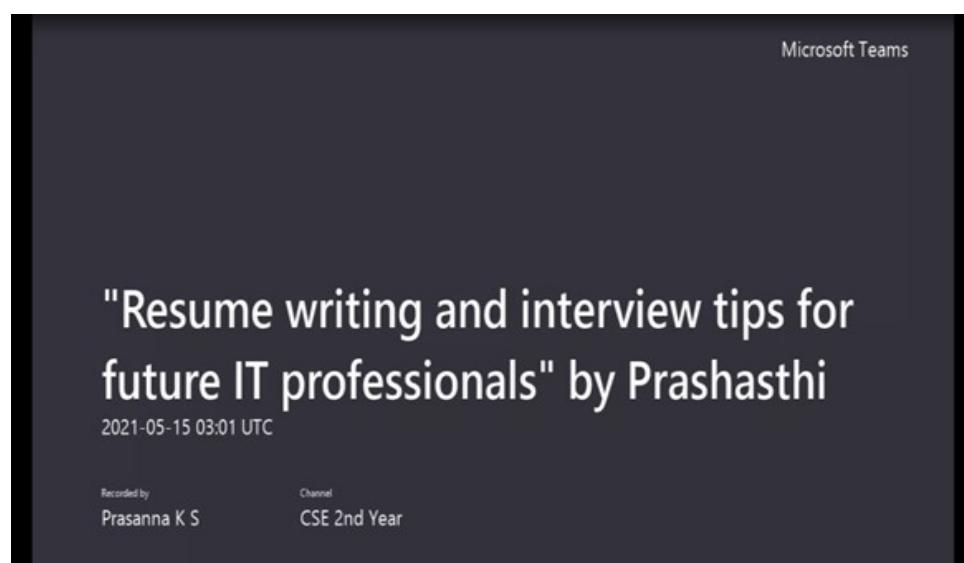 Microsoft Teams
"Resume writing and interview tips for
future IT professionals" by Prashasthi
2021-05-15 03:01 UTC
Recorded by
Channel
Prasanna K S
CSE 2nd Year